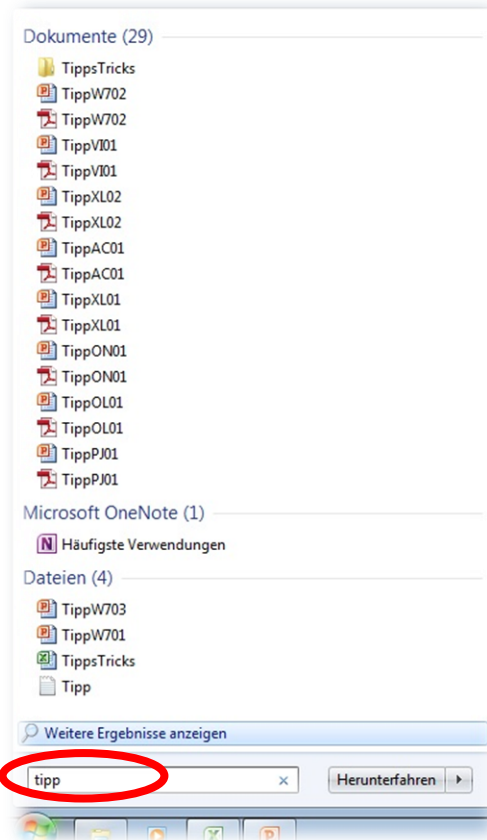 Dokumente (29)
TippsTricks
TippW702
TippW702
TippVI01
TippVI01
TippXL02
TippXL02
TippAC01
TippAC01
TippXL01
TippXL01
TippON01
TippON01
TippOL01
TippOL01
TippPJ01
TippPJ01
Microsoft OneNote (1)
Häufigste Verwendungen
Dateien (4)
TippW703
TippW701
TippsTricks
Tipp
Weitere Ergebnisse anzeigen
tipp × Herunterfahren